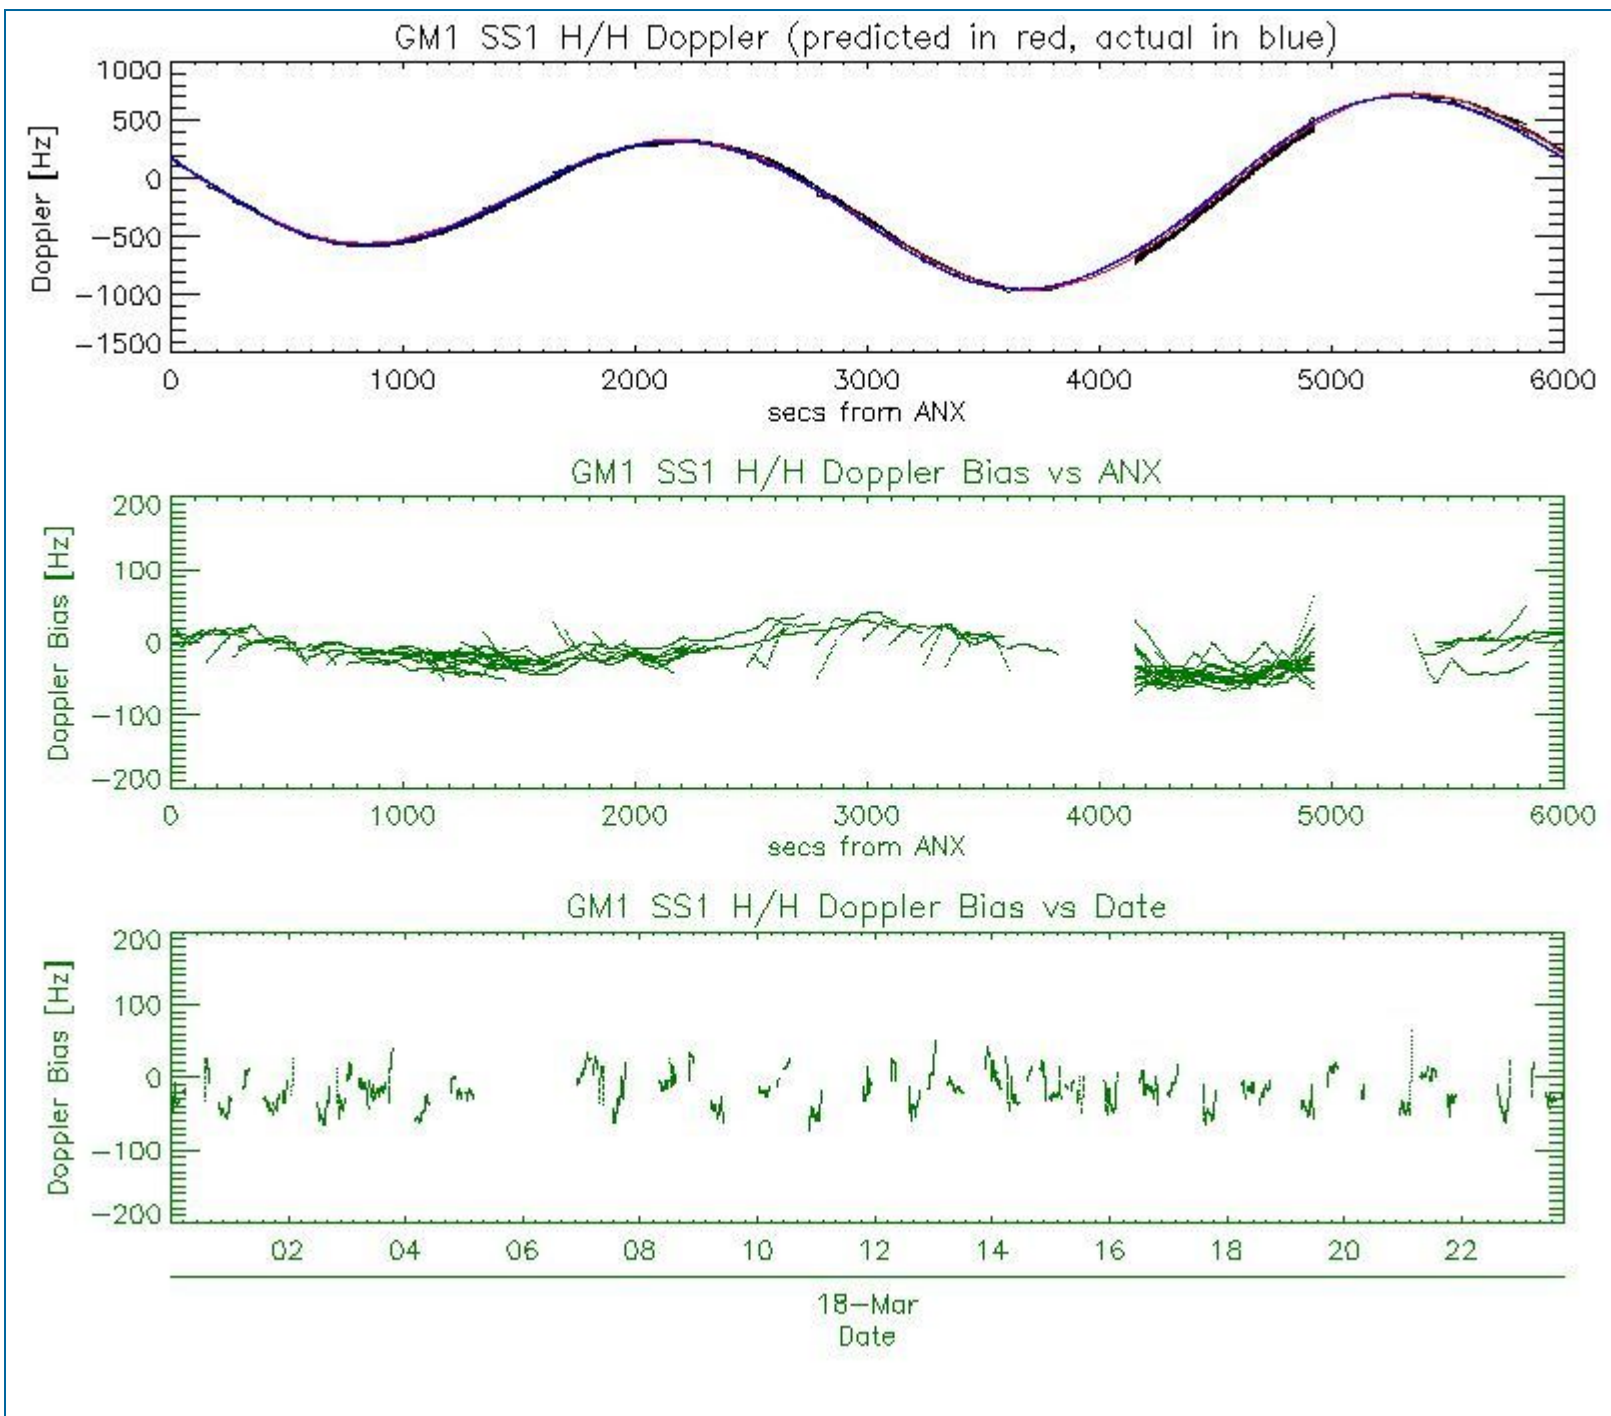 GM1 SS1 H/H Doppler (predicted in red, actual in blue)
1000
500
0
−500
−1000
−1500
Doppler [Hz]
0 1000 2000 3000 4000 5000 6000
secs from ANX
GM1 SS1 H/H Doppler Bias vs ANX
200
100
0
−100
−200
Doppler Bias [Hz]
0 1000 2000 3000 4000 5000 6000
secs from ANX
GM1 SS1 H/H Doppler Bias vs Date
200
100
0
−100
−200
Doppler Bias [Hz]
02 04 06 08 10 12 14 16 18 20 22
18−Mar
Date